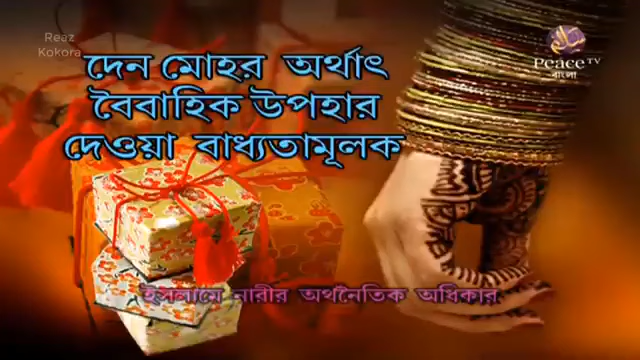 Reaz
Kokora
Peace TV
বাংলা
দেন মোহর অর্থাৎ
বৈবাহিক উপহার
দেওয়া বাধ্যতামূলক
ইসলামে নারীর অর্থনৈতিক অধিকার